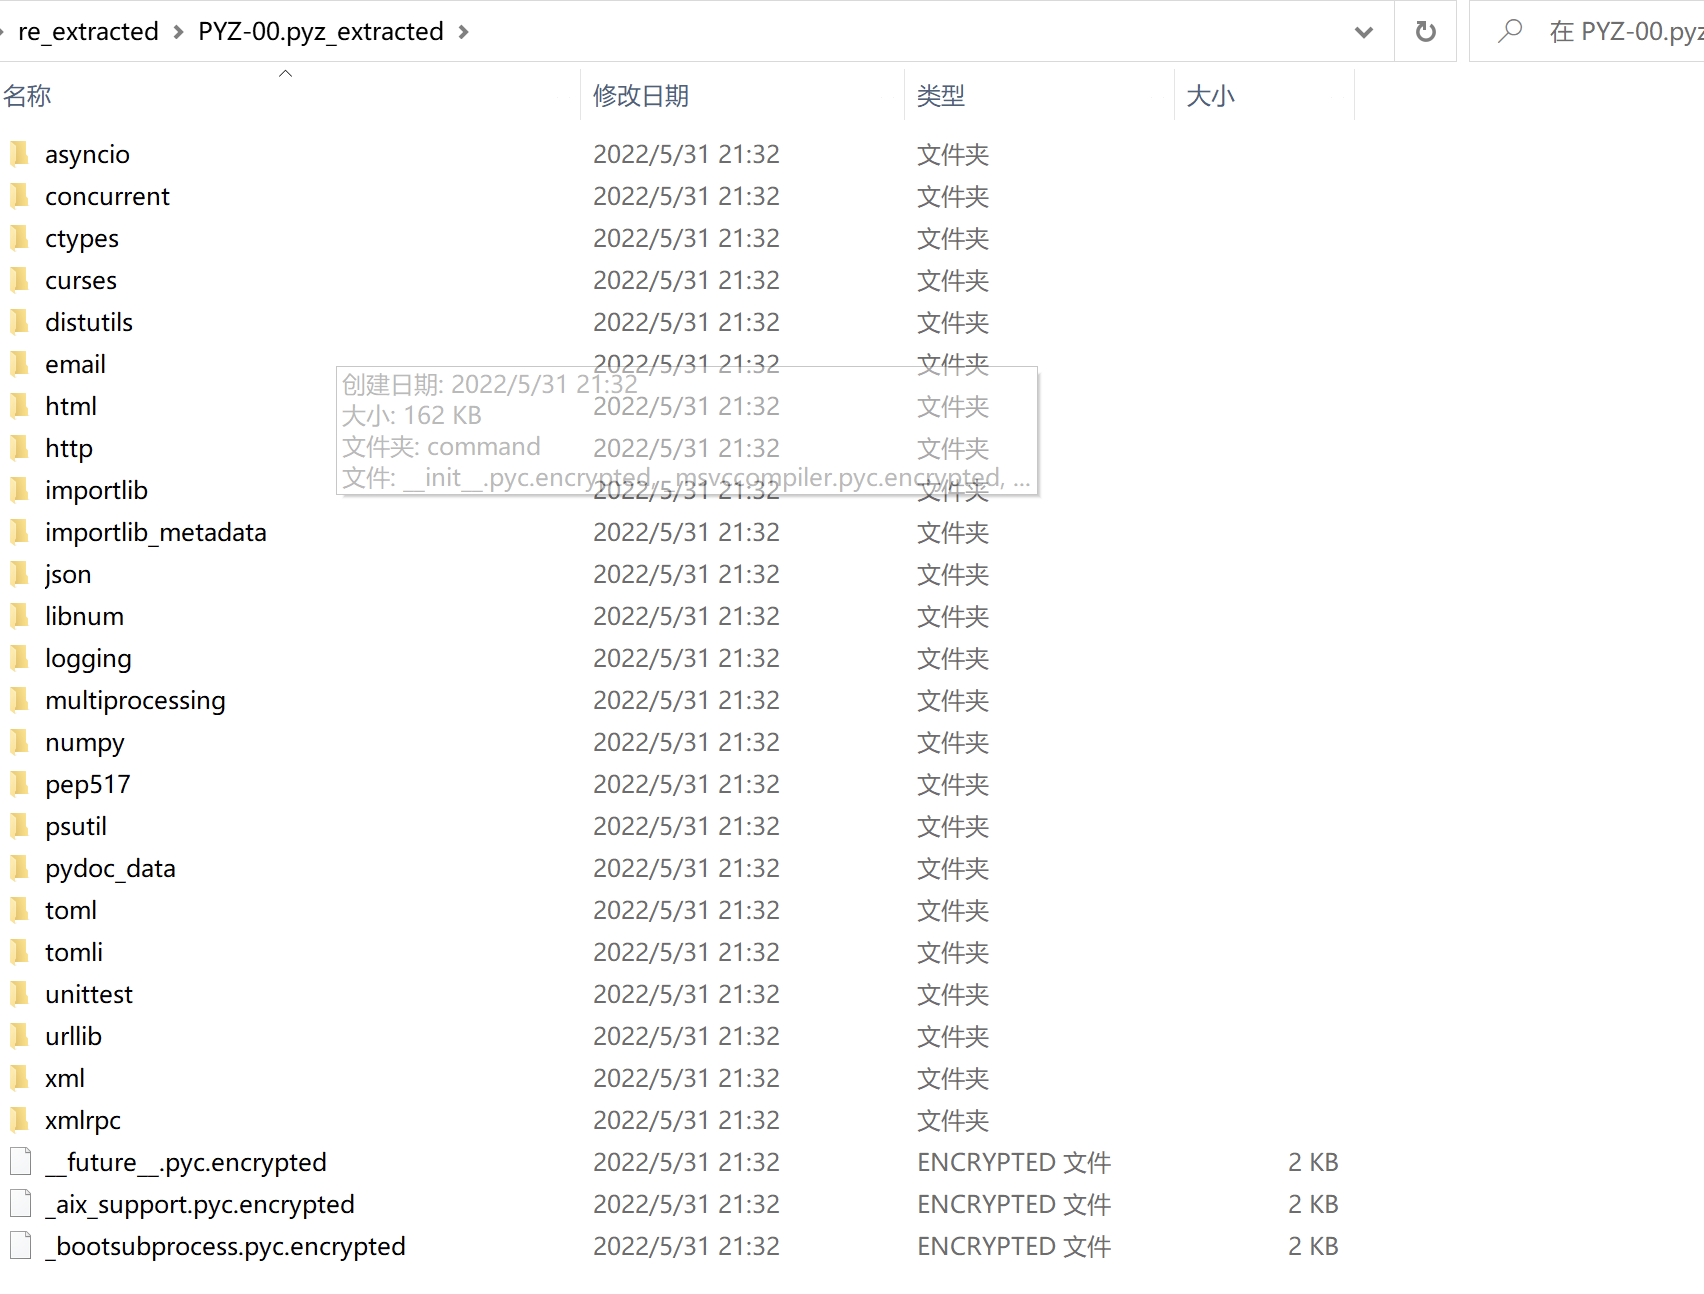 re_extracted > PYZ-00.pyz_extracted >
在 PYZ-00.pyz
名称 修改日期 类型 大小
asyncio 2022/5/31 21:32 文件夹
concurrent 2022/5/31 21:32 文件夹
ctypes 2022/5/31 21:32 文件夹
curses 2022/5/31 21:32 文件夹
distutils 2022/5/31 21:32 文件夹
email 2022/5/31 21:32 文件夹
创建日期: 2022/5/31 21:32
html 2022/5/31 21:32 文件夹
大小: 162 KB
http 2022/5/31 21:32 文件夹
文件夹: command
文件: __init__.pyc.encrypted, _msvccompiler.pyc.encrypted, ...
importlib 2022/5/31 21:32 文件夹
importlib_metadata 2022/5/31 21:32 文件夹
json 2022/5/31 21:32 文件夹
libnum 2022/5/31 21:32 文件夹
logging 2022/5/31 21:32 文件夹
multiprocessing 2022/5/31 21:32 文件夹
numpy 2022/5/31 21:32 文件夹
pep517 2022/5/31 21:32 文件夹
psutil 2022/5/31 21:32 文件夹
pydoc_data 2022/5/31 21:32 文件夹
toml 2022/5/31 21:32 文件夹
tomli 2022/5/31 21:32 文件夹
unittest 2022/5/31 21:32 文件夹
urllib 2022/5/31 21:32 文件夹
xml 2022/5/31 21:32 文件夹
xmlrpc 2022/5/31 21:32 文件夹
__future__.pyc.encrypted 2022/5/31 21:32 ENCRYPTED 文件 2 KB
_aix_support.pyc.encrypted 2022/5/31 21:32 ENCRYPTED 文件 2 KB
_bootsubprocess.pyc.encrypted 2022/5/31 21:32 ENCRYPTED 文件 2 KB